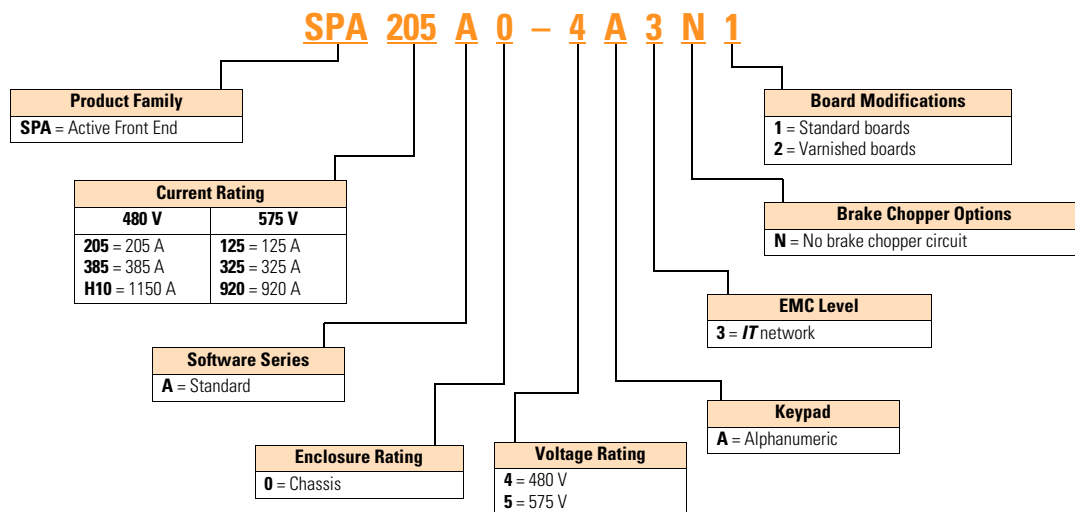 SPA 205 A 0 – 4 A 3 N 1
Product Family
SPA = Active Front End
Current Rating
480 V 575 V
205 = 205 A 125 = 125 A
385 = 385 A 325 = 325 A
H10 = 1150 A 920 = 920 A
Software Series
A = Standard
Enclosure Rating
0 = Chassis
Voltage Rating
4 = 480 V
5 = 575 V
Keypad
A = Alphanumeric
EMC Level
3 = IT network
Brake Chopper Options
N = No brake chopper circuit
Board Modifications
1 = Standard boards
2 = Varnished boards